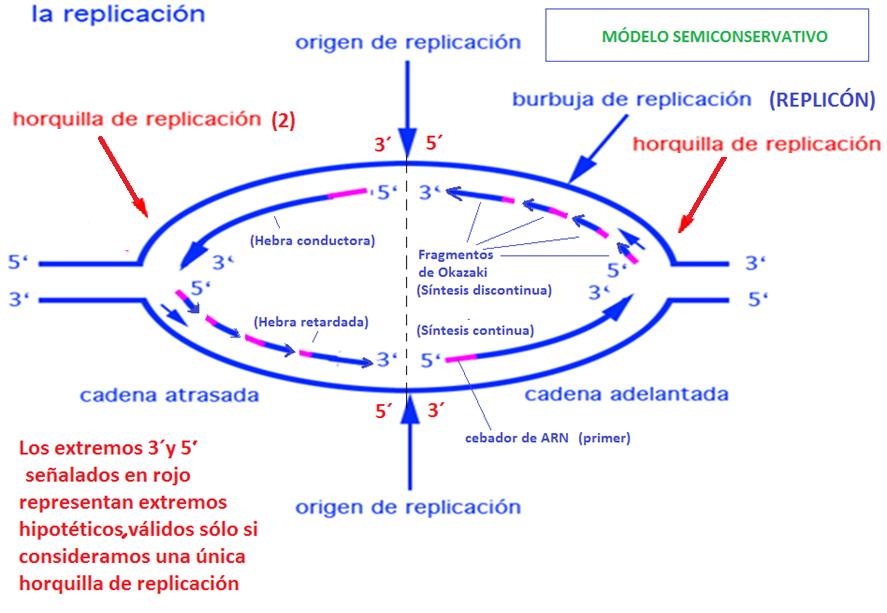 la replicación
MÓDELO SEMICONSERVATIVO
origen de replicación
burbuja de replicación (REPLICÓN)
horquilla de replicación (2)
horquilla de replicación
3´ 5´
5‘ 3‘
(Hebra conductora)
Fragmentos
de Okazaki
(Síntesis discontinua)
5‘ 3‘ 5‘ 3‘
3‘ 5‘ 3‘ 5‘
(Hebra retardada)
(Síntesis continua)
3‘ 5‘
cadena atrasada
cadena adelantada
5´ 3´
cebador de ARN (primer)
Los extremos 3´y 5‘
señalados en rojo
representan extremos
hipotéticos,válidos sólo si
consideramos una única
horquilla de replicación
origen de replicación